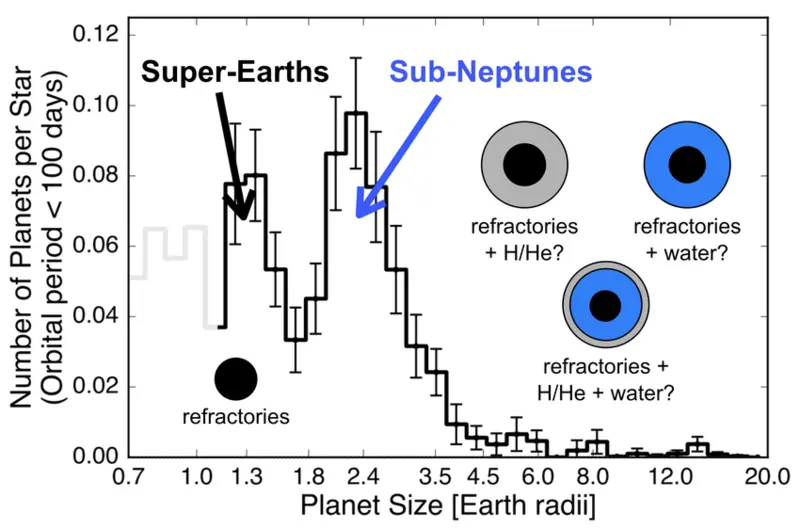 Number of Planets per Star
(Orbital period < 100 days)
0.12
0.10
0.08
0.06
0.04
0.02
0.00
Super-Earths
Sub-Neptunes
refractories
+ H/He?
refractories
+ water?
refractories +
H/He + water?
refractories
0.7 1.0 1.3 1.8 2.4 3.5 4.5 6.0 8.0 12.0 20.0
Planet Size [Earth radii]